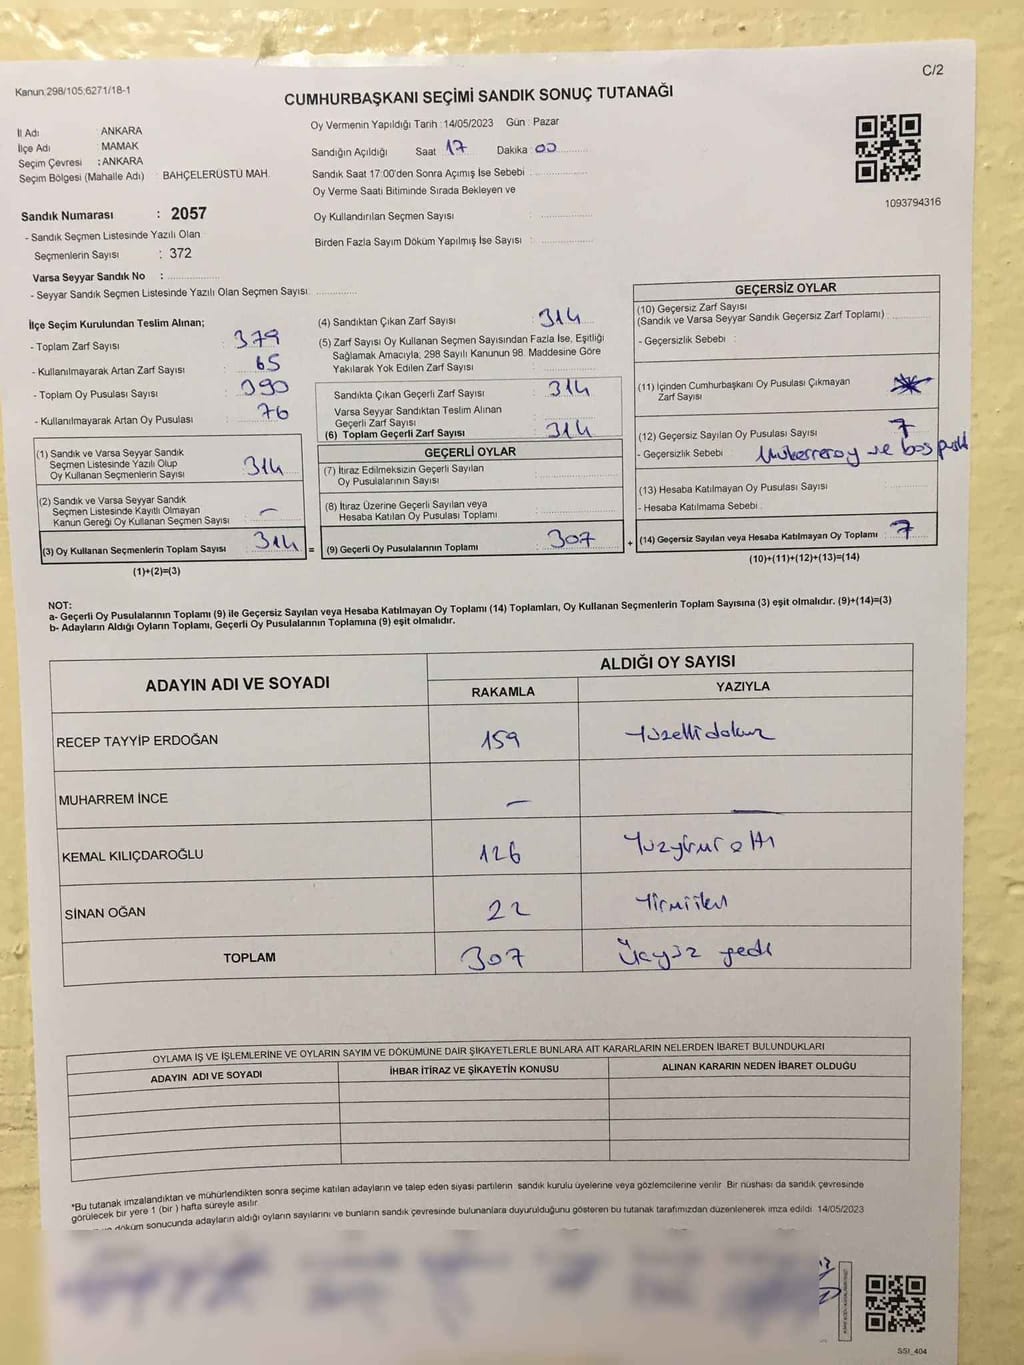 C/2
Kanun.298/105;6271/18-1
CUMHURBAŞKANI SEÇİMİ SANDIK SONUÇ TUTANAĞI
İl Adı : ANKARA
İlçe Adı : MAMAK
Seçim Çevresi : ANKARA
Seçim Bölgesi (Mahalle Adı) : BAHÇELERÜSTÜ MAH.
Sandık Numarası : 2057
- Sandık Seçmen Listesinde Yazılı Olan
Seçmenlerin Sayısı : 372
Varsa Seyyar Sandık No :
- Seyyar Sandık Seçmen Listesinde Yazılı Olan Seçmen Sayısı:
Oy Vermenin Yapıldığı Tarih : 14/05/2023 Gün : Pazar
Sandığın Açıldığı Saat 17 Dakika 00
Sandık Saat 17:00'den Sonra Açımış İse Sebebi :
Oy Verme Saati Bitiminde Sırada Bekleyen ve
Oy Kullandırılan Seçmen Sayısı :
Birden Fazla Sayım Döküm Yapılmış İse Sayısı :
1093794316
İlçe Seçim Kurulundan Teslim Alınan;
- Toplam Zarf Sayısı : 379
- Kullanılmayarak Artan Zarf Sayısı : 65
- Toplam Oy Pusulası Sayısı : 390
- Kullanılmayarak Artan Oy Pusulası : 76
(1) Sandık ve Varsa Seyyar Sandık
Seçmen Listesinde Yazılı Olup
Oy Kullanan Seçmenlerin Sayısı : 314
(2) Sandık ve Varsa Seyyar Sandık
Seçmen Listesinde Kayıtlı Olmayan
Kanun Gereği Oy Kullanan Seçmen Sayısı : –
(3) Oy Kullanan Seçmenlerin Toplam Sayısı : 314
(1)+(2)=(3)
(4) Sandıktan Çıkan Zarf Sayısı : 314
(5) Zarf Sayısı Oy Kullanan Seçmen Sayısından Fazla İse, Eşitliği
Sağlamak Amacıyla, 298 Sayılı Kanunun 98. Maddesine Göre
Yakılarak Yok Edilen Zarf Sayısı :
Sandıkta Çıkan Geçerli Zarf Sayısı : 314
Varsa Seyyar Sandıktan Teslim Alınan
Geçerli Zarf Sayısı :
(6) Toplam Geçerli Zarf Sayısı : 314
GEÇERLİ OYLAR
(7) İtiraz Edilmeksizin Geçerli Sayılan
Oy Pusulalarının Sayısı :
(8) İtiraz Üzerine Geçerli Sayılan veya
Hesaba Katılan Oy Pusulası Toplamı :
= (9) Geçerli Oy Pusulalarının Toplamı : 307
GEÇERSİZ OYLAR
(10) Geçersiz Zarf Sayısı
(Sandık ve Varsa Seyyar Sandık Geçersiz Zarf Toplamı) :
- Geçersizlik Sebebi :
(11) İçinden Cumhurbaşkanı Oy Pusulası Çıkmayan
Zarf Sayısı :
(12) Geçersiz Sayılan Oy Pusulası Sayısı : 7
- Geçersizlik Sebebi : Mükerrer oy ve boş pusula
(13) Hesaba Katılmayan Oy Pusulası Sayısı :
- Hesaba Katılmama Sebebi :
+ (14) Geçersiz Sayılan veya Hesaba Katılmayan Oy Toplamı : 7
(10)+(11)+(12)+(13)=(14)
NOT:
a- Geçerli Oy Pusulalarının Toplamı (9) ile Geçersiz Sayılan veya Hesaba Katılmayan Oy Toplamı (14) Toplamları, Oy Kullanan Seçmenlerin Toplam Sayısına (3) eşit olmalıdır. (9)+(14)=(3)
b- Adayların Aldığı Oyların Toplamı, Geçerli Oy Pusulalarının Toplamına (9) eşit olmalıdır.
ADAYIN ADI VE SOYADI
ALDIĞI OY SAYISI
RAKAMLA YAZIYLA
RECEP TAYYİP ERDOĞAN 159 Yüzellidokuz
MUHARREM İNCE – —
KEMAL KILIÇDAROĞLU 126 Yüzyirmi altı
SİNAN OĞAN 22 Yirmiiki
TOPLAM 307 Üçyüz yedi
OYLAMA İŞ VE İŞLEMLERİNE VE OYLARIN SAYIM VE DÖKÜMÜNE DAİR ŞİKAYETLERLE BUNLARA AİT KARARLARIN NELERDEN İBARET BULUNDUKLARI
ADAYIN ADI VE SOYADI İHBAR İTİRAZ VE ŞİKAYETİN KONUSU ALINAN KARARIN NEDEN İBARET OLDUĞU
*Bu tutanak imzalandıktan ve mühürlendikten sonra seçime katılan adayların ve talep eden siyasi partilerin sandık kurulu üyelerine veya gözlemcilerine verilir. Bir nüshası da sandık çevresinde
görülecek bir yere 1 (bir ) hafta süreyle asılır.
döküm sonucunda adayların aldığı oyların sayılarını ve bunların sandık çevresinde bulunanlara duyurulduğunu gösteren bu tutanak tarafımızdan düzenlenerek imza edildi. 14/05/2023
SSI_404